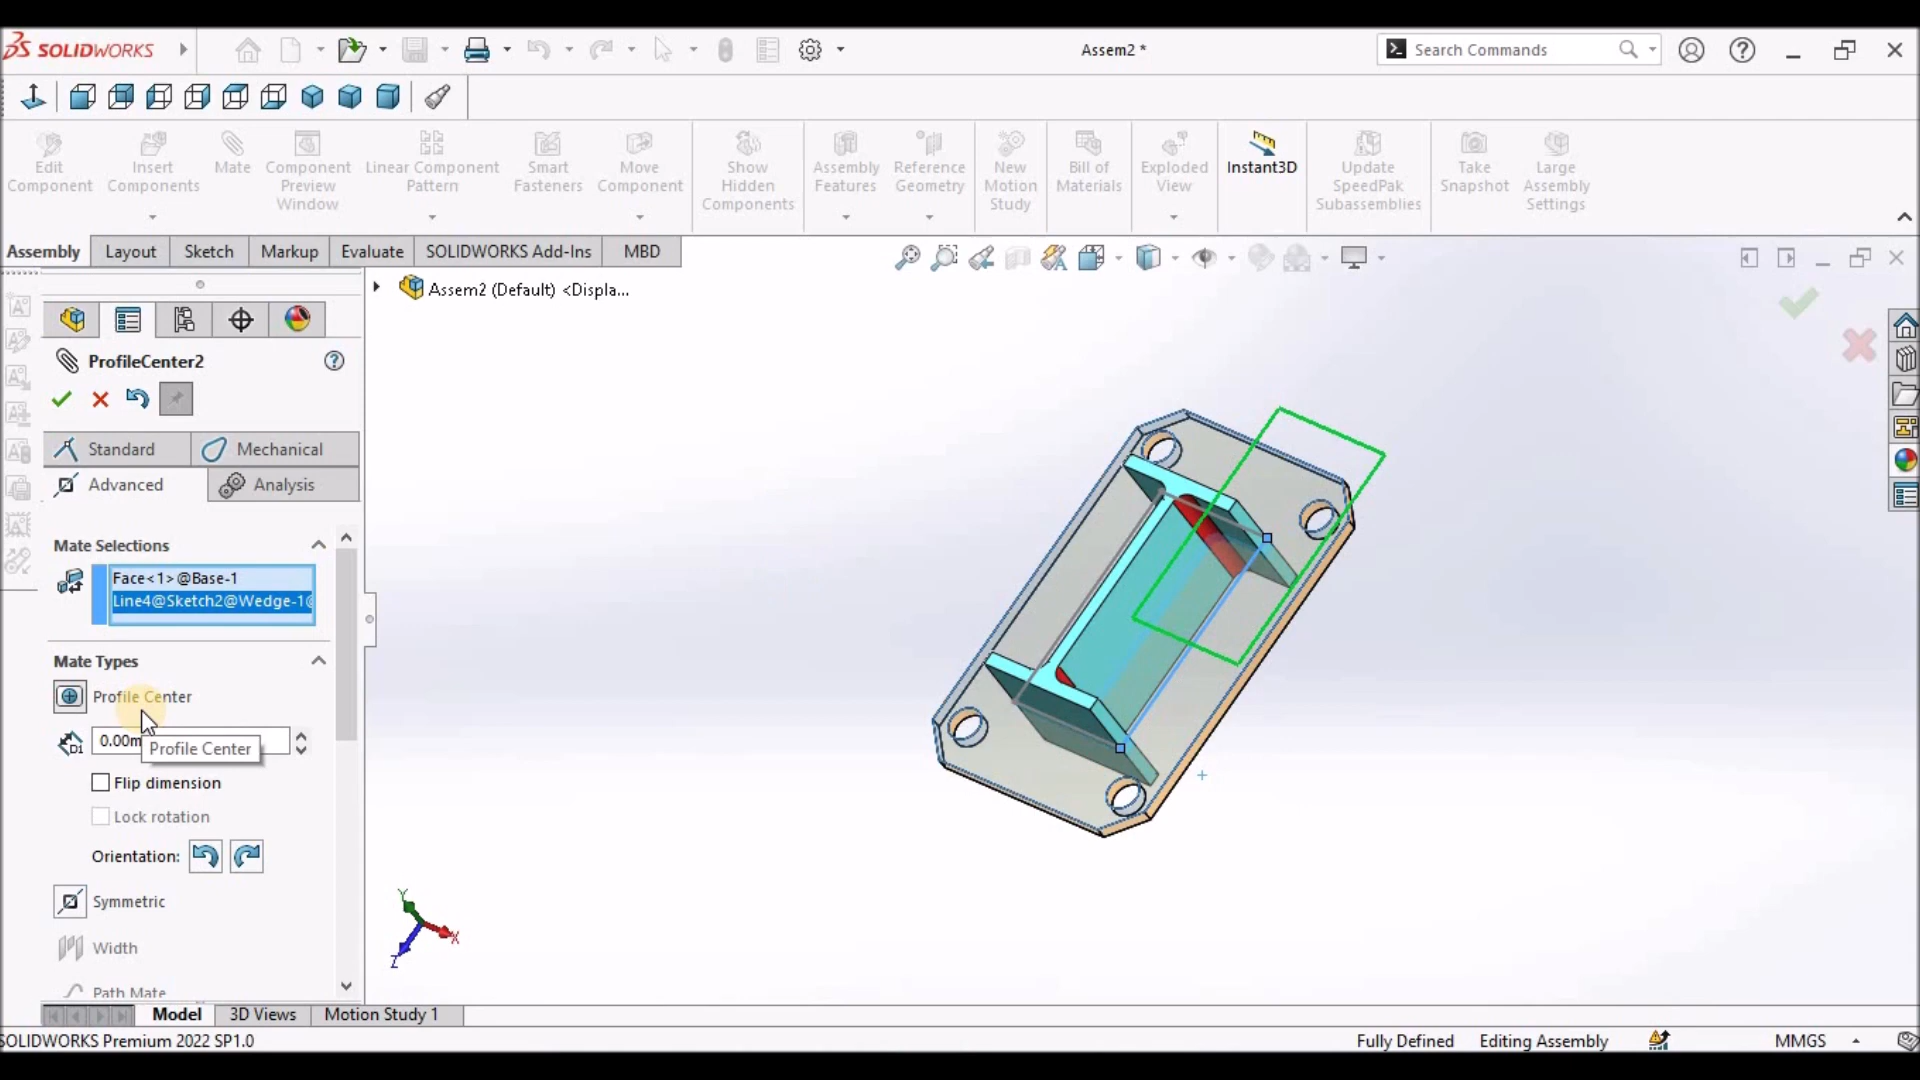 SOLIDWORKS
Assem2 *
Search Commands
Edit Component
Insert Components
Mate
Component Preview Window
Linear Component Pattern
Smart Fasteners
Move Component
Show Hidden Components
Assembly Features
Reference Geometry
New Motion Study
Bill of Materials
Exploded View
Instant3D
Update SpeedPak Subassemblies
Take Snapshot
Large Assembly Settings
Assembly
Layout
Sketch
Markup
Evaluate
SOLIDWORKS Add-Ins
MBD
Assem2 (Default) <Displa...
ProfileCenter2
Standard
Mechanical
Advanced
Analysis
Mate Selections
Face<1>@Base-1
Line4@Sketch2@Wedge-1@
Mate Types
Profile Center
0.00m
Profile Center
Flip dimension
Lock rotation
Orientation:
Symmetric
Width
Path Mate
Y
X
Z
Model
3D Views
Motion Study 1
SOLIDWORKS Premium 2022 SP1.0
Fully Defined
Editing Assembly
MMGS